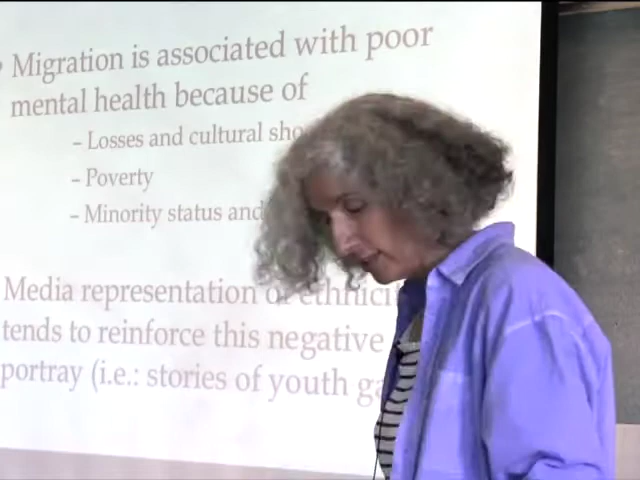 Migration is associated with poor
mental health because of
– Losses and cultural sho
– Poverty
– Minority status and
Media representation of ethnici
tends to reinforce this negative
portray (i.e.: stories of youth ga